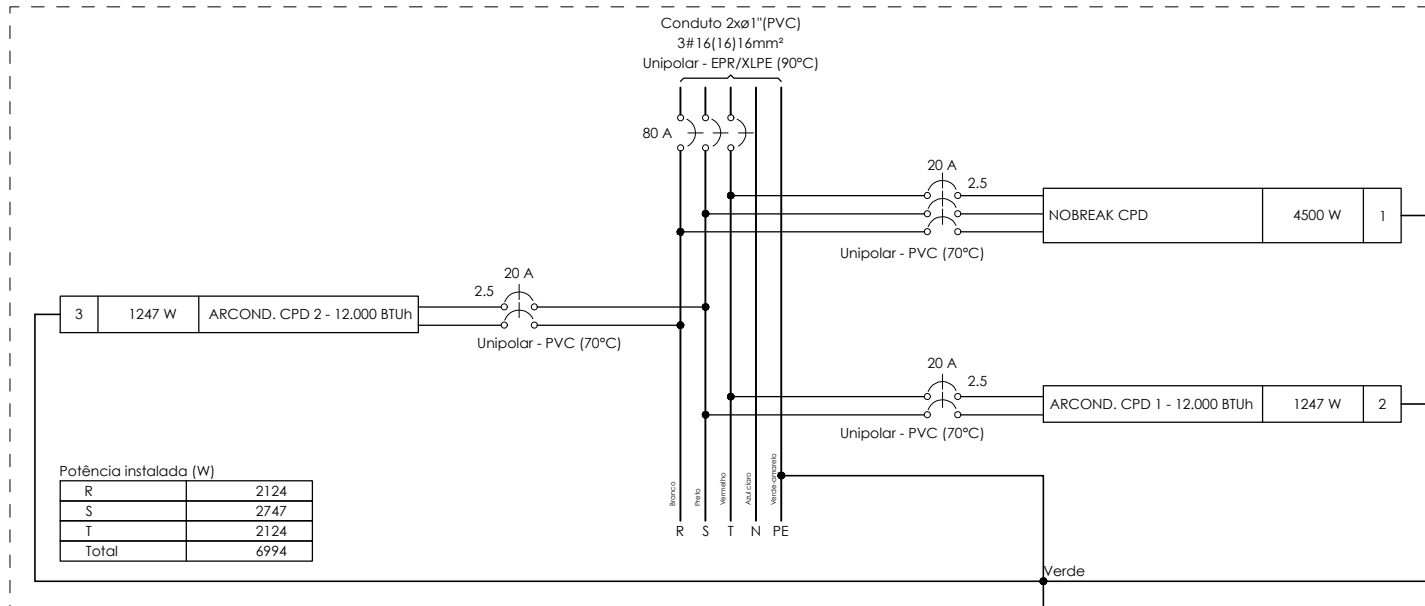 Conduto 2xø1"(PVC)
3#16(16)16mm²
Unipolar - EPR/XLPE (90°C)
80 A
20 A
2.5
NOBREAK CPD 4500 W 1
Unipolar - PVC (70°C)
20 A
2.5
3 1247 W ARCOND. CPD 2 - 12.000 BTUh
Unipolar - PVC (70°C)
20 A
2.5
ARCOND. CPD 1 - 12.000 BTUh 1247 W 2
Unipolar - PVC (70°C)
Potência instalada (W)
R 2124
S 2747
T 2124
Total 6994
Branco
Preto
Vermelho
Azul claro
Verde-amarelo
R S T N PE
Verde